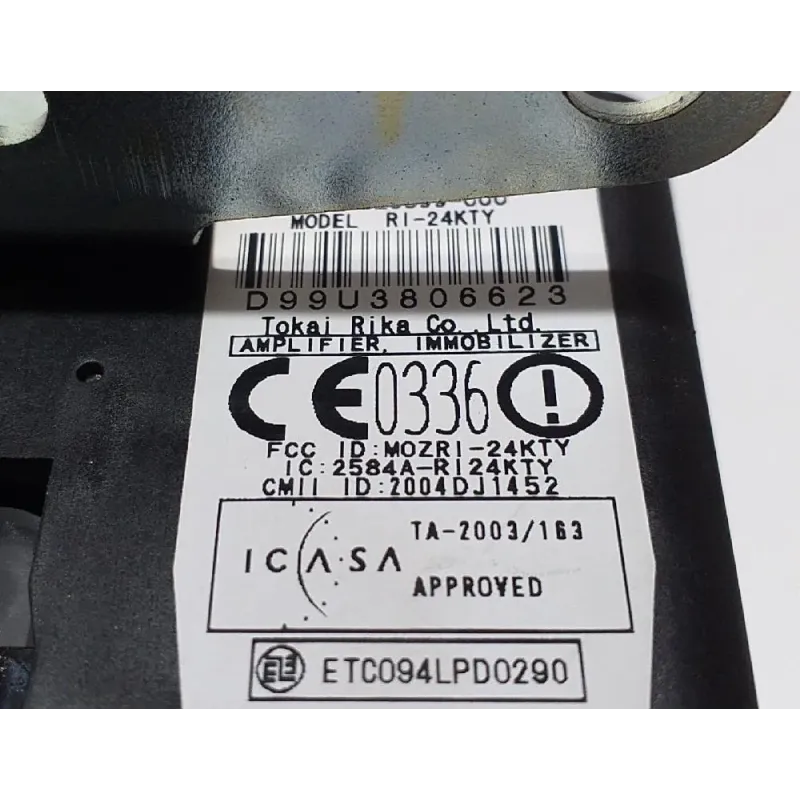 MODEL RI-24KTY
D99U3806623
Tokai Rika Co.,Ltd.
AMPLIFIER, IMMOBILIZER
CE0336
FCC ID:MOZRI-24KTY
IC:2584A-RI24KTY
CMII ID:2004DJ1452
ICASA
TA-2003/163
APPROVED
ETC094LPD0290